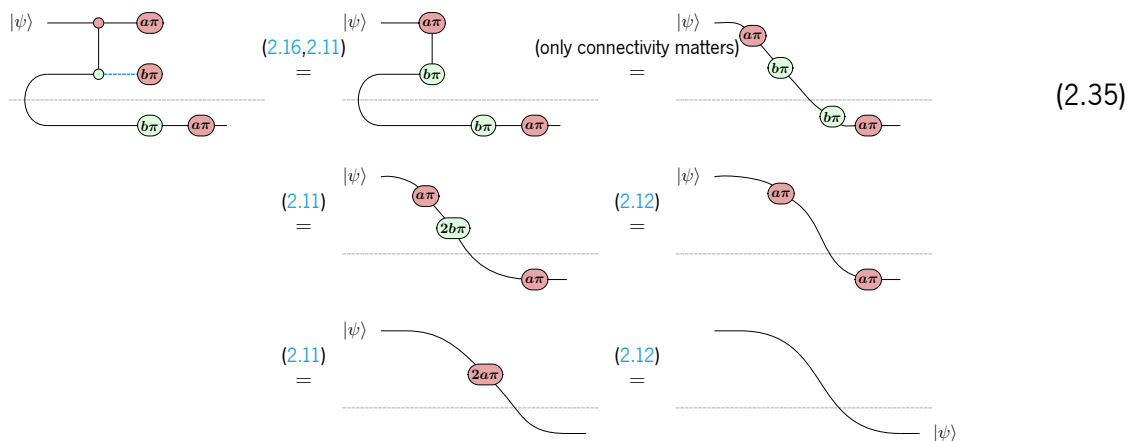 |ψ⟩ aπ (2.16,2.11) = aπ (only connectivity matters) = |ψ⟩ aπ
bπ bπ bπ
bπ aπ bπ aπ bπ aπ
(2.35)
(2.11) = |ψ⟩ aπ 2bπ aπ (2.12) = |ψ⟩ aπ aπ
(2.11) = |ψ⟩ 2aπ (2.12) = |ψ⟩